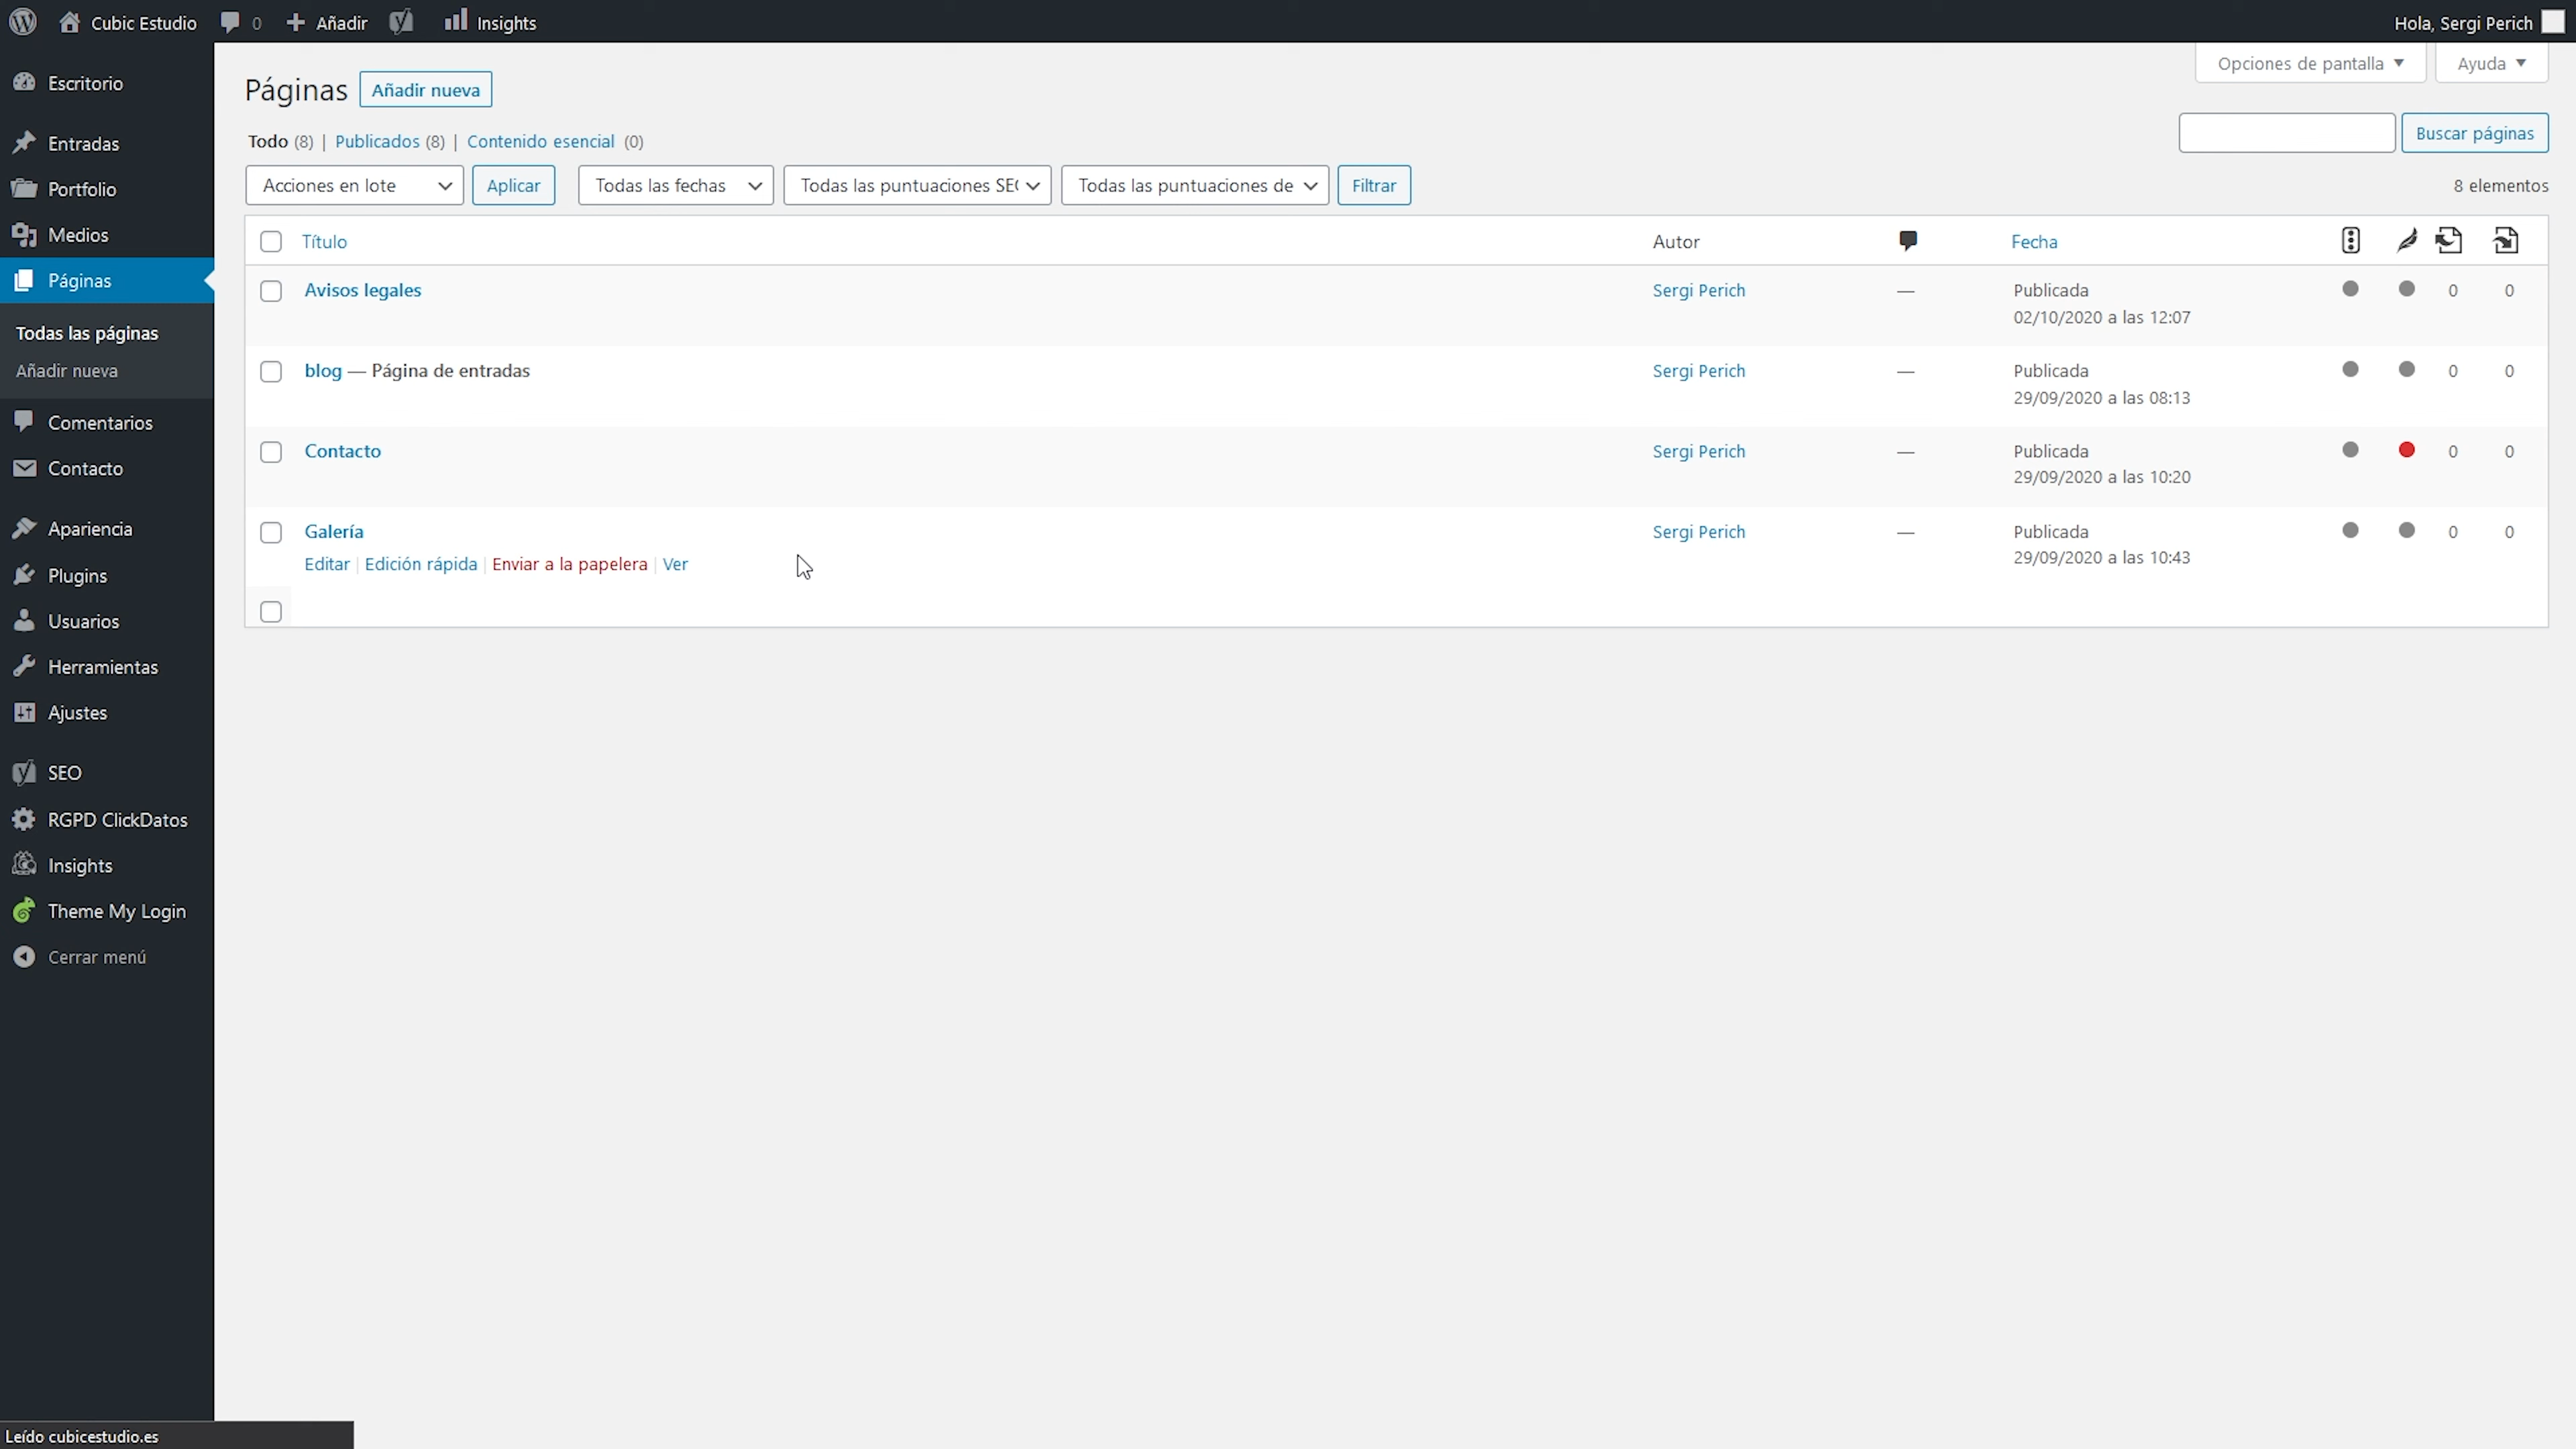 Cubic Estudio 0 Añadir Insights Hola, Sergi Perich
Opciones de pantalla Ayuda
Escritorio
Entradas
Portfolio
Medios
Páginas
Todas las páginas
Añadir nueva
Comentarios
Contacto
Apariencia
Plugins
Usuarios
Herramientas
Ajustes
SEO
RGPD ClickDatos
Insights
Theme My Login
Cerrar menú
Páginas Añadir nueva
Todo (8) | Publicados (8) | Contenido esencial (0)
Buscar páginas
Acciones en lote Aplicar Todas las fechas Todas las puntuaciones SEO Todas las puntuaciones de Filtrar 8 elementos
Título Autor Fecha
Avisos legales Sergi Perich — Publicada 0 0
02/10/2020 a las 12:07
blog — Página de entradas Sergi Perich — Publicada 0 0
29/09/2020 a las 08:13
Contacto Sergi Perich — Publicada 0 0
29/09/2020 a las 10:20
Galería Sergi Perich — Publicada 0 0
Editar | Edición rápida | Enviar a la papelera | Ver 29/09/2020 a las 10:43
Leído cubicestudio.es